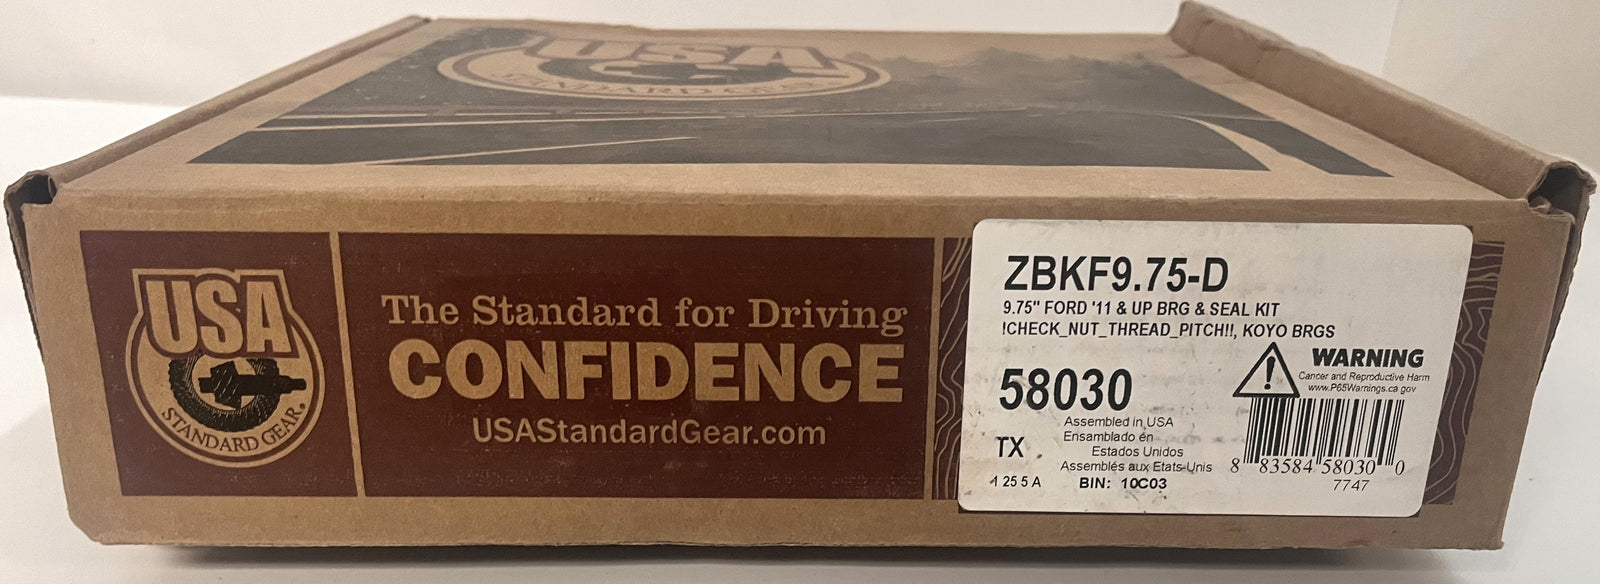 USA
STANDARD GEAR
USA
STANDARD GEAR®
The Standard for Driving
CONFIDENCE
USAStandardGear.com
ZBKF9.75-D
9.75" FORD '11 & UP BRG & SEAL KIT
!CHECK_NUT_THREAD_PITCH!!, KOYO BRGS
WARNING
Cancer and Reproductive Harm
www.P65Warnings.ca.gov
58030
Assembled in USA
TX
Ensamblado én
Estados Unidos
Assemblés aux Etats-Unis
8 83584 58030 0
1 25 5 A
BIN: 10C03
7747